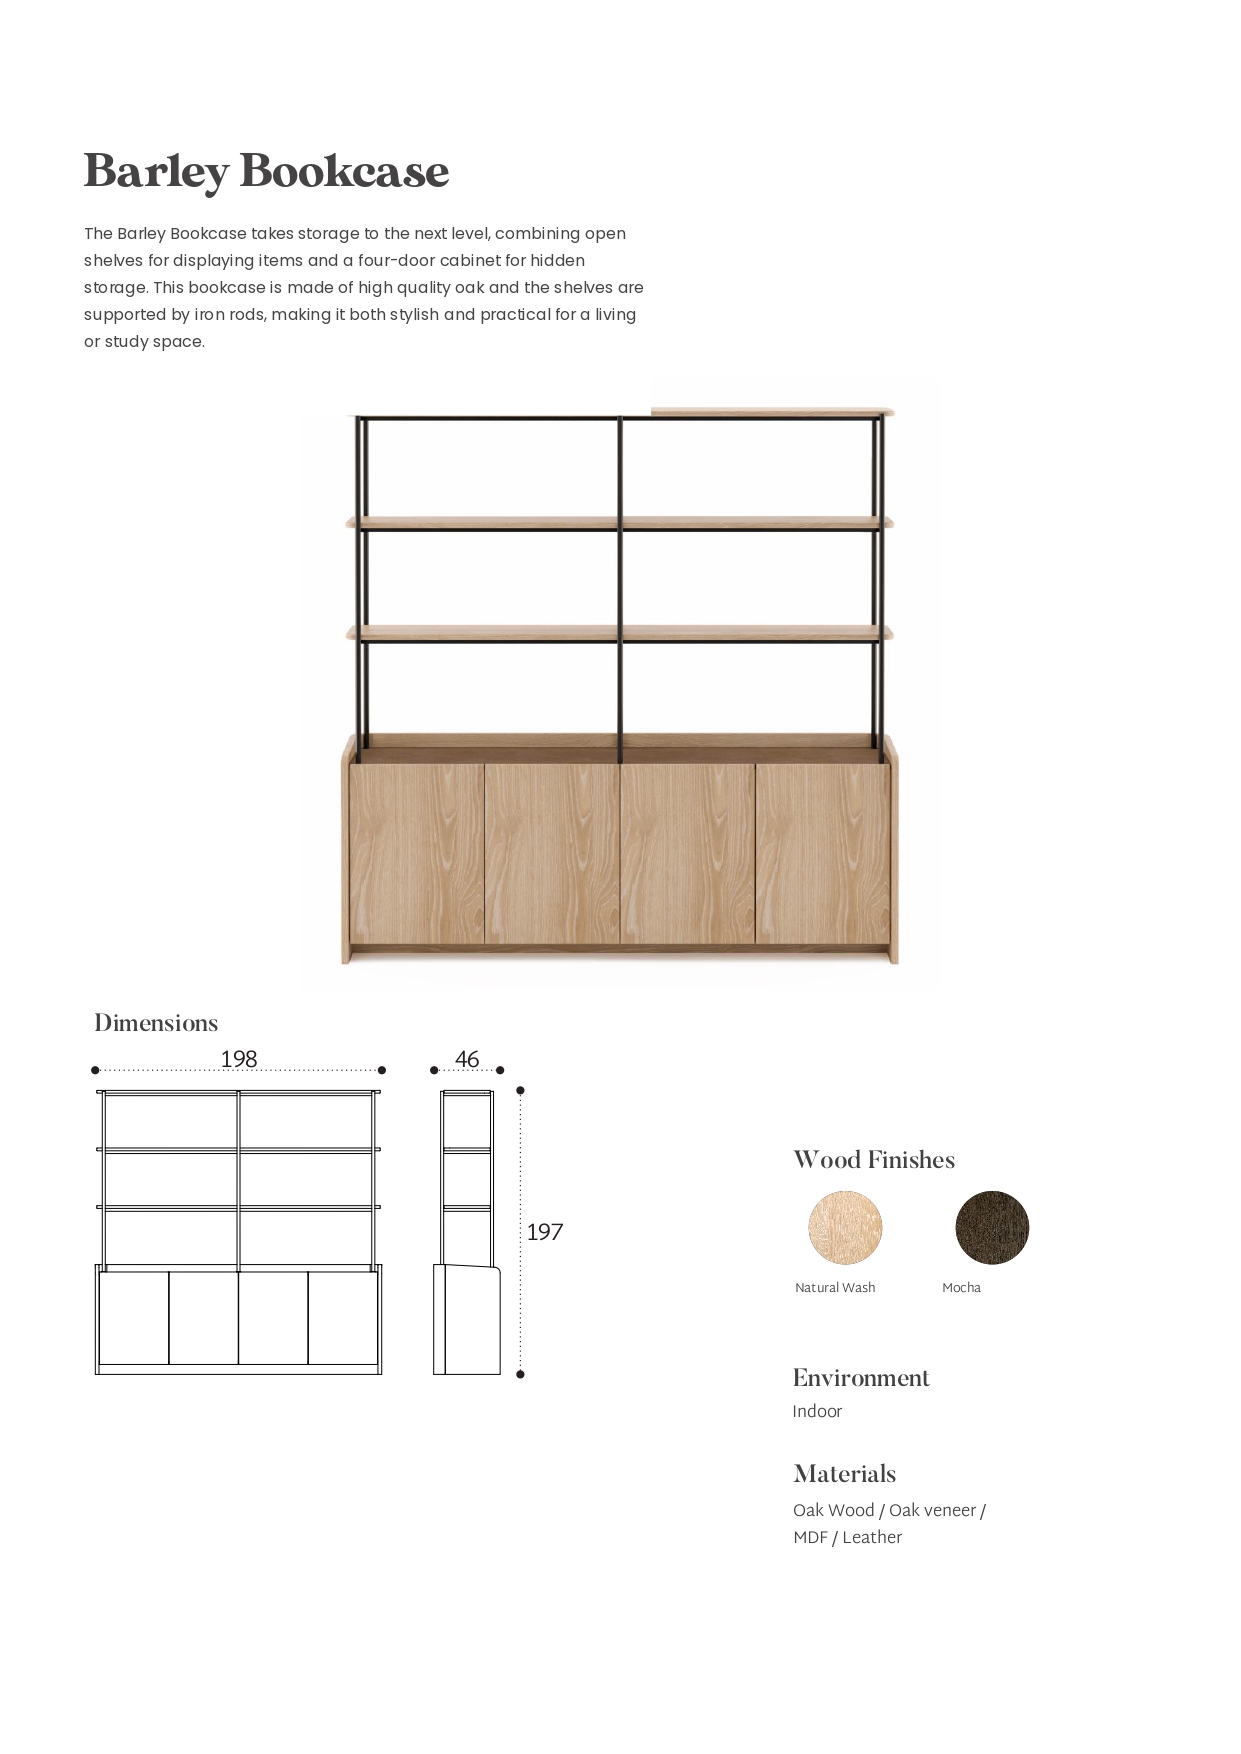 Barley Bookcase
The Barley Bookcase takes storage to the next level, combining open
shelves for displaying items and a four-door cabinet for hidden
storage. This bookcase is made of high quality oak and the shelves are
supported by iron rods, making it both stylish and practical for a living
or study space.
Dimensions
198
46
197
Wood Finishes
Natural Wash
Mocha
Environment
Indoor
Materials
Oak Wood / Oak veneer /
MDF / Leather